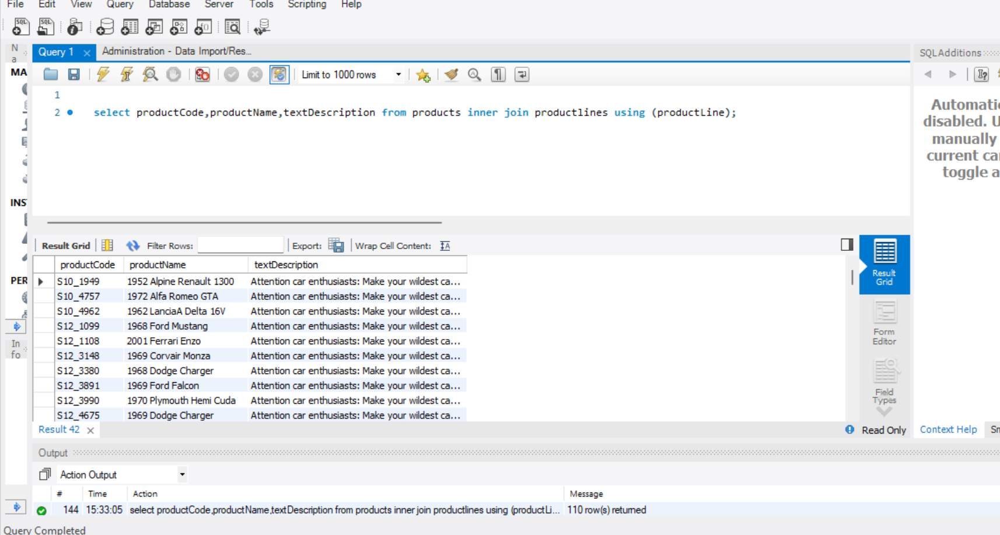 File Edit View Query Database Server Tools Scripting Help
SQL SQL
N
a
Query 1 Administration - Data Import/Res... SQLAdditions
MA
Limit to 1000 rows
1
2 select productCode,productName,textDescription from products inner join productlines using (productLine);
Automatic
disabled. U
manually
current car
toggle a
INS
PER
In
fo
Result Grid Filter Rows: Export: Wrap Cell Content:
productCode productName textDescription
S10_1949 1952 Alpine Renault 1300 Attention car enthusiasts: Make your wildest ca...
S10_4757 1972 Alfa Romeo GTA Attention car enthusiasts: Make your wildest ca...
S10_4962 1962 LanciaA Delta 16V Attention car enthusiasts: Make your wildest ca...
S12_1099 1968 Ford Mustang Attention car enthusiasts: Make your wildest ca...
S12_1108 2001 Ferrari Enzo Attention car enthusiasts: Make your wildest ca...
S12_3148 1969 Corvair Monza Attention car enthusiasts: Make your wildest ca...
S12_3380 1968 Dodge Charger Attention car enthusiasts: Make your wildest ca...
S12_3891 1969 Ford Falcon Attention car enthusiasts: Make your wildest ca...
S12_3990 1970 Plymouth Hemi Cuda Attention car enthusiasts: Make your wildest ca...
S12_4675 1969 Dodge Charger Attention car enthusiasts: Make your wildest ca...
Result
Grid
Form
Editor
Field
Types
Result 42 Read Only Context Help Sn
Output
Action Output
# Time Action Message
144 15:33:05 select productCode,productName,textDescription from products inner join productlines using (productLi... 110 row(s) returned
Query Completed